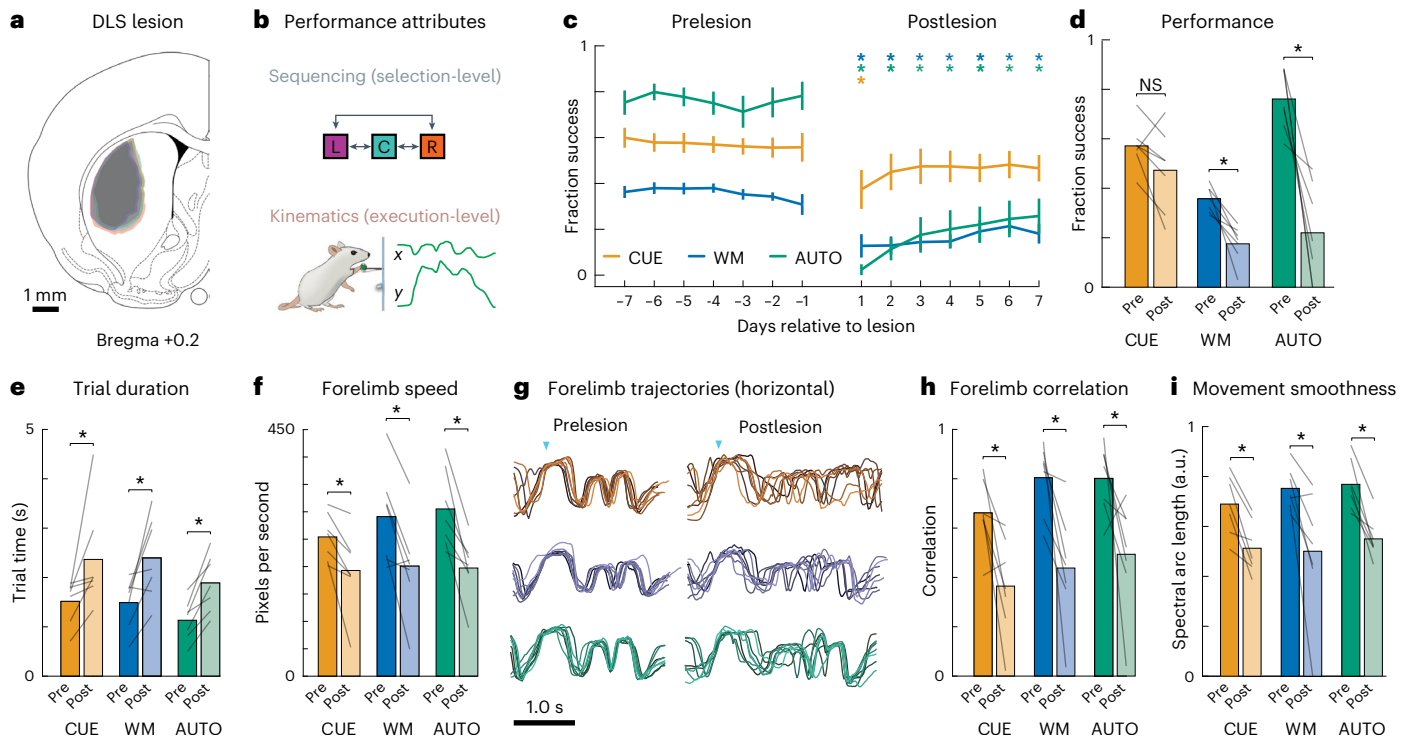 a DLS lesion
1 mm
Bregma +0.2
b Performance attributes
Sequencing (selection-level)
L C R
Kinematics (execution-level)
x
y
c Prelesion Postlesion
Fraction success
1
0
* * * * * * *
* * * * * * *
*
CUE WM AUTO
–7 –6 –5 –4 –3 –2 –1 1 2 3 4 5 6 7
Days relative to lesion
d Performance
Fraction success
1
0
NS * *
Pre Post Pre Post Pre Post
CUE WM AUTO
e Trial duration
Trial time (s)
5
0
* * *
Pre Post Pre Post Pre Post
CUE WM AUTO
f Forelimb speed
Pixels per second
450
0
* * *
Pre Post Pre Post Pre Post
CUE WM AUTO
g Forelimb trajectories (horizontal)
Prelesion Postlesion
1.0 s
h Forelimb correlation
Correlation
1
0
* * *
Pre Post Pre Post Pre Post
CUE WM AUTO
i Movement smoothness
Spectral arc length (a.u.)
1
0
* * *
Pre Post Pre Post Pre Post
CUE WM AUTO